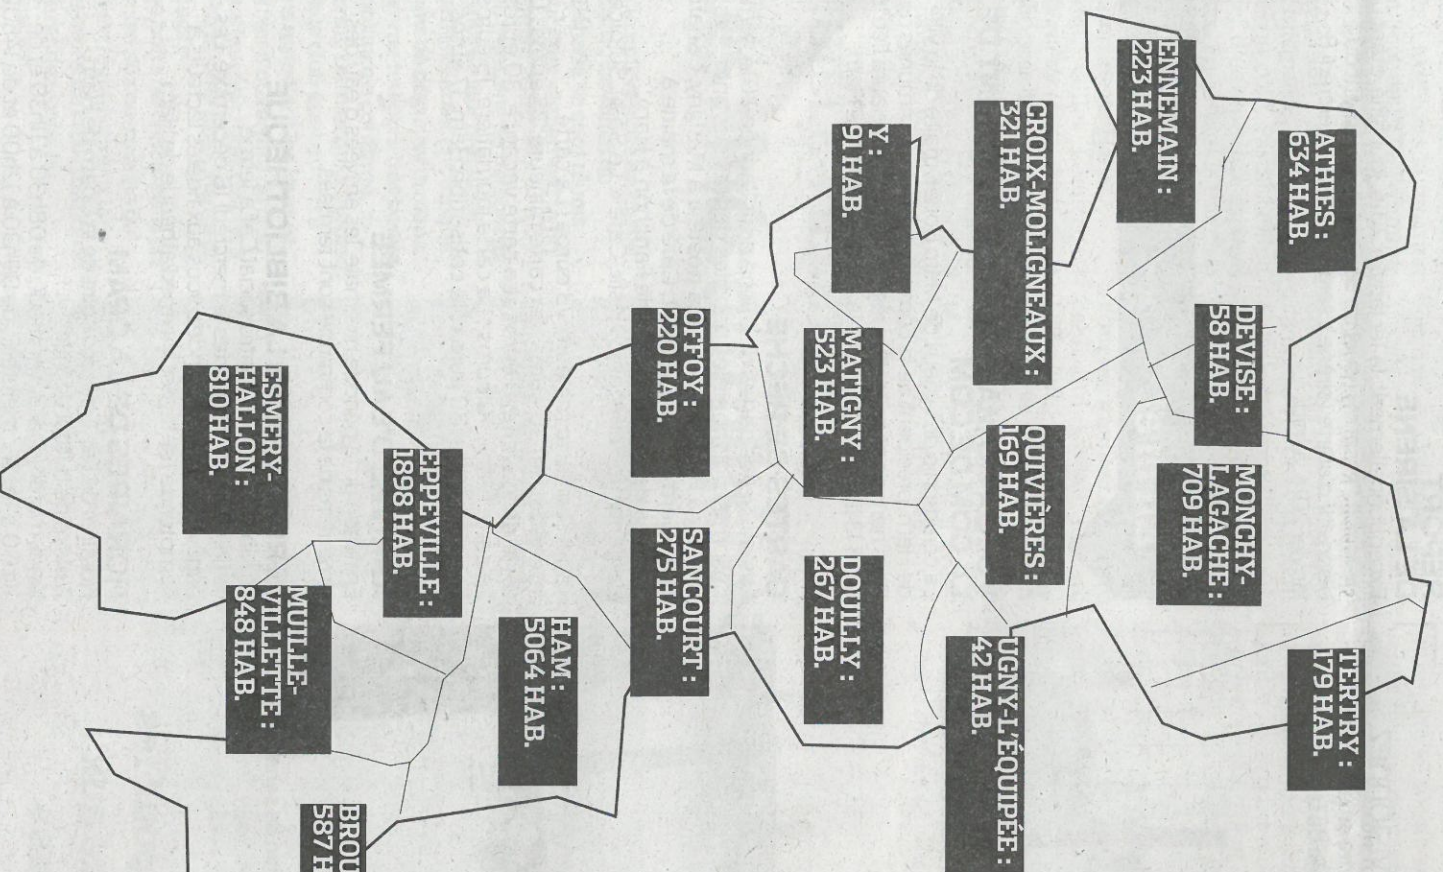 ATHIES :
634 HAB.
TERTRY :
179 HAB.
DEVISE :
58 HAB.
MONCHY-
LAGACHE :
709 HAB.
ENNEMAIN :
223 HAB.
CROIX-MOLIGNEAUX :
321 HAB.
QUIVIÈRES :
169 HAB.
UGNY-L'ÉQUIPÉE :
42 HAB.
Y :
91 HAB.
MATIGNY :
523 HAB.
DOUILLY :
267 HAB.
OFFOY :
220 HAB.
SANCOURT :
275 HAB.
HAM :
5064 HAB.
EPPEVILLE :
1898 HAB.
BROU
587 H
MUILLE-
VILLETTE :
848 HAB.
ESMERY-
HALLON :
810 HAB.